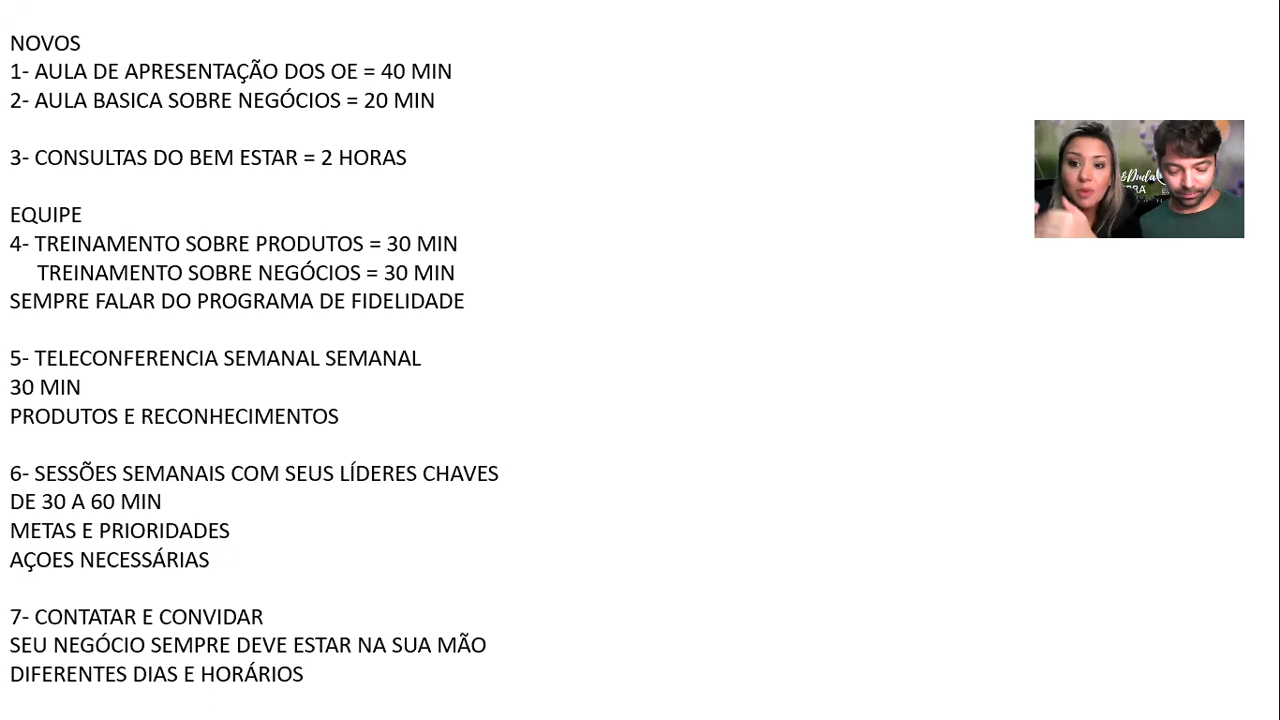 NOVOS
1- AULA DE APRESENTAÇÃO DOS OE = 40 MIN
2- AULA BASICA SOBRE NEGÓCIOS = 20 MIN
3- CONSULTAS DO BEM ESTAR = 2 HORAS
EQUIPE
4- TREINAMENTO SOBRE PRODUTOS = 30 MIN
TREINAMENTO SOBRE NEGÓCIOS = 30 MIN
SEMPRE FALAR DO PROGRAMA DE FIDELIDADE
5- TELECONFERENCIA SEMANAL SEMANAL
30 MIN
PRODUTOS E RECONHECIMENTOS
6- SESSÕES SEMANAIS COM SEUS LÍDERES CHAVES
DE 30 A 60 MIN
METAS E PRIORIDADES
AÇOES NECESSÁRIAS
7- CONTATAR E CONVIDAR
SEU NEGÓCIO SEMPRE DEVE ESTAR NA SUA MÃO
DIFERENTES DIAS E HORÁRIOS
&Duda